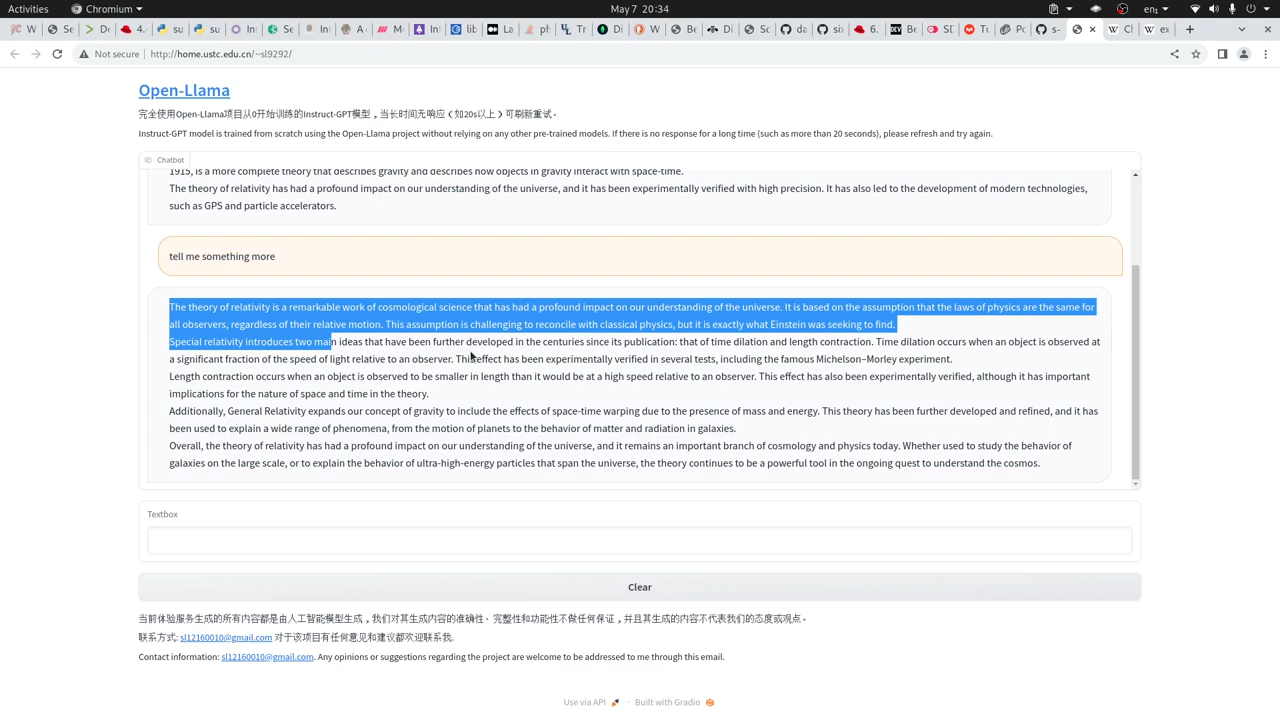 Activities
Chromium
May 7 20:34
en1
W
Se
De
4.
su
su
In
Se
In
A
M
In
lib
La
ph
Tr
Di
W
Be
Di
Sc
da
si
6.
Be
SI
Tu
Po
s-
Cl
ex
Not secure
http://home.ustc.edu.cn/~sl9292/
Open-Llama
完全使用Open-Llama项目从0开始训练的Instruct-GPT模型，当长时间无响应（如20s以上）可刷新重试。
Instruct-GPT model is trained from scratch using the Open-Llama project without relying on any other pre-trained models. If there is no response for a long time (such as more than 20 seconds), please refresh and try again.
Chatbot
1915, is a more complete theory that describes gravity and describes how objects in gravity interact with space-time.
The theory of relativity has had a profound impact on our understanding of the universe, and it has been experimentally verified with high precision. It has also led to the development of modern technologies,
such as GPS and particle accelerators.
tell me something more
The theory of relativity is a remarkable work of cosmological science that has had a profound impact on our understanding of the universe. It is based on the assumption that the laws of physics are the same for
all observers, regardless of their relative motion. This assumption is challenging to reconcile with classical physics, but it is exactly what Einstein was seeking to find.
Special relativity introduces two main ideas that have been further developed in the centuries since its publication: that of time dilation and length contraction. Time dilation occurs when an object is observed at
a significant fraction of the speed of light relative to an observer. This effect has been experimentally verified in several tests, including the famous Michelson–Morley experiment.
Length contraction occurs when an object is observed to be smaller in length than it would be at a high speed relative to an observer. This effect has also been experimentally verified, although it has important
implications for the nature of space and time in the theory.
Additionally, General Relativity expands our concept of gravity to include the effects of space-time warping due to the presence of mass and energy. This theory has been further developed and refined, and it has
been used to explain a wide range of phenomena, from the motion of planets to the behavior of matter and radiation in galaxies.
Overall, the theory of relativity has had a profound impact on our understanding of the universe, and it remains an important branch of cosmology and physics today. Whether used to study the behavior of
galaxies on the large scale, or to explain the behavior of ultra-high-energy particles that span the universe, the theory continues to be a powerful tool in the ongoing quest to understand the cosmos.
Textbox
Clear
当前体验服务生成的所有内容都是由人工智能模型生成，我们对其生成内容的准确性、完整性和功能性不做任何保证，并且其生成的内容不代表我们的态度或观点。
联系方式: sl12160010@gmail.com 对于该项目有任何意见和建议都欢迎联系我.
Contact information: sl12160010@gmail.com. Any opinions or suggestions regarding the project are welcome to be addressed to me through this email.
Use via API · Built with Gradio